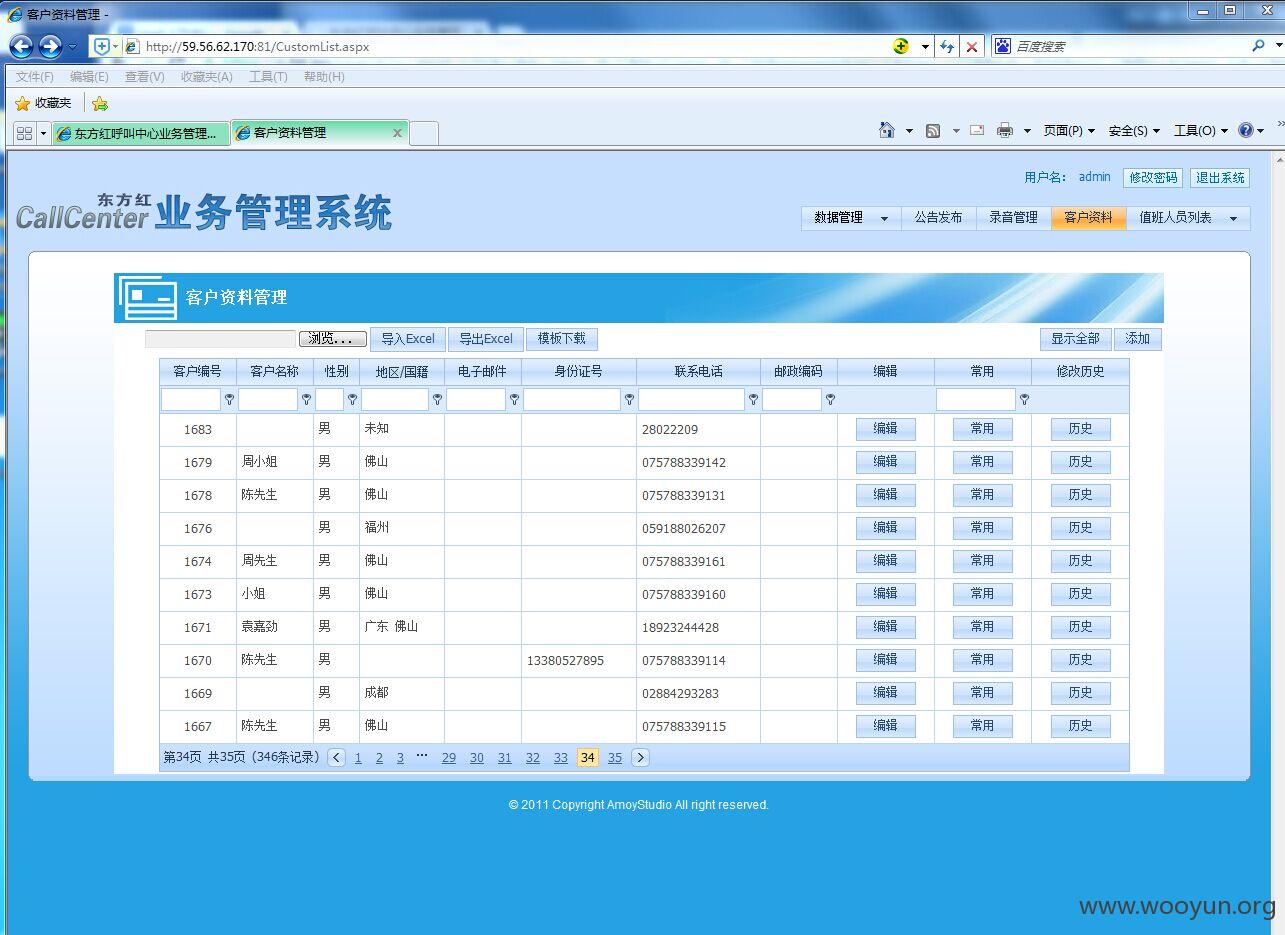 客户资料管理 -
http://59.56.62.170:81/CustomList.aspx 百度搜索
文件(F) 编辑(E) 查看(V) 收藏夹(A) 工具(T) 帮助(H)
收藏夹
东方红呼叫中心业务管理... 客户资料管理 页面(P) 安全(S) 工具(O)
用户名： admin 修改密码 退出系统
东方红
CallCenter 业务管理系统
数据管理 公告发布 录音管理 客户资料 值班人员列表
客户资料管理
浏览... 导入Excel 导出Excel 模板下载 显示全部 添加
客户编号 客户名称 性别 地区/国籍 电子邮件 身份证号 联系电话 邮政编码 编辑 常用 修改历史
1683 男 未知 28022209 编辑 常用 历史
1679 周小姐 男 佛山 075788339142 编辑 常用 历史
1678 陈先生 男 佛山 075788339131 编辑 常用 历史
1676 男 福州 059188026207 编辑 常用 历史
1674 周先生 男 佛山 075788339161 编辑 常用 历史
1673 小姐 男 佛山 075788339160 编辑 常用 历史
1671 袁嘉劲 男 广东 佛山 18923244428 编辑 常用 历史
1670 陈先生 男 13380527895 075788339114 编辑 常用 历史
1669 男 成都 02884293283 编辑 常用 历史
1667 陈先生 男 佛山 075788339115 编辑 常用 历史
第34页 共35页 (346条记录) 1 2 3 ... 29 30 31 32 33 34 35
© 2011 Copyright AmoyStudio All right reserved.
www.wooyun.org